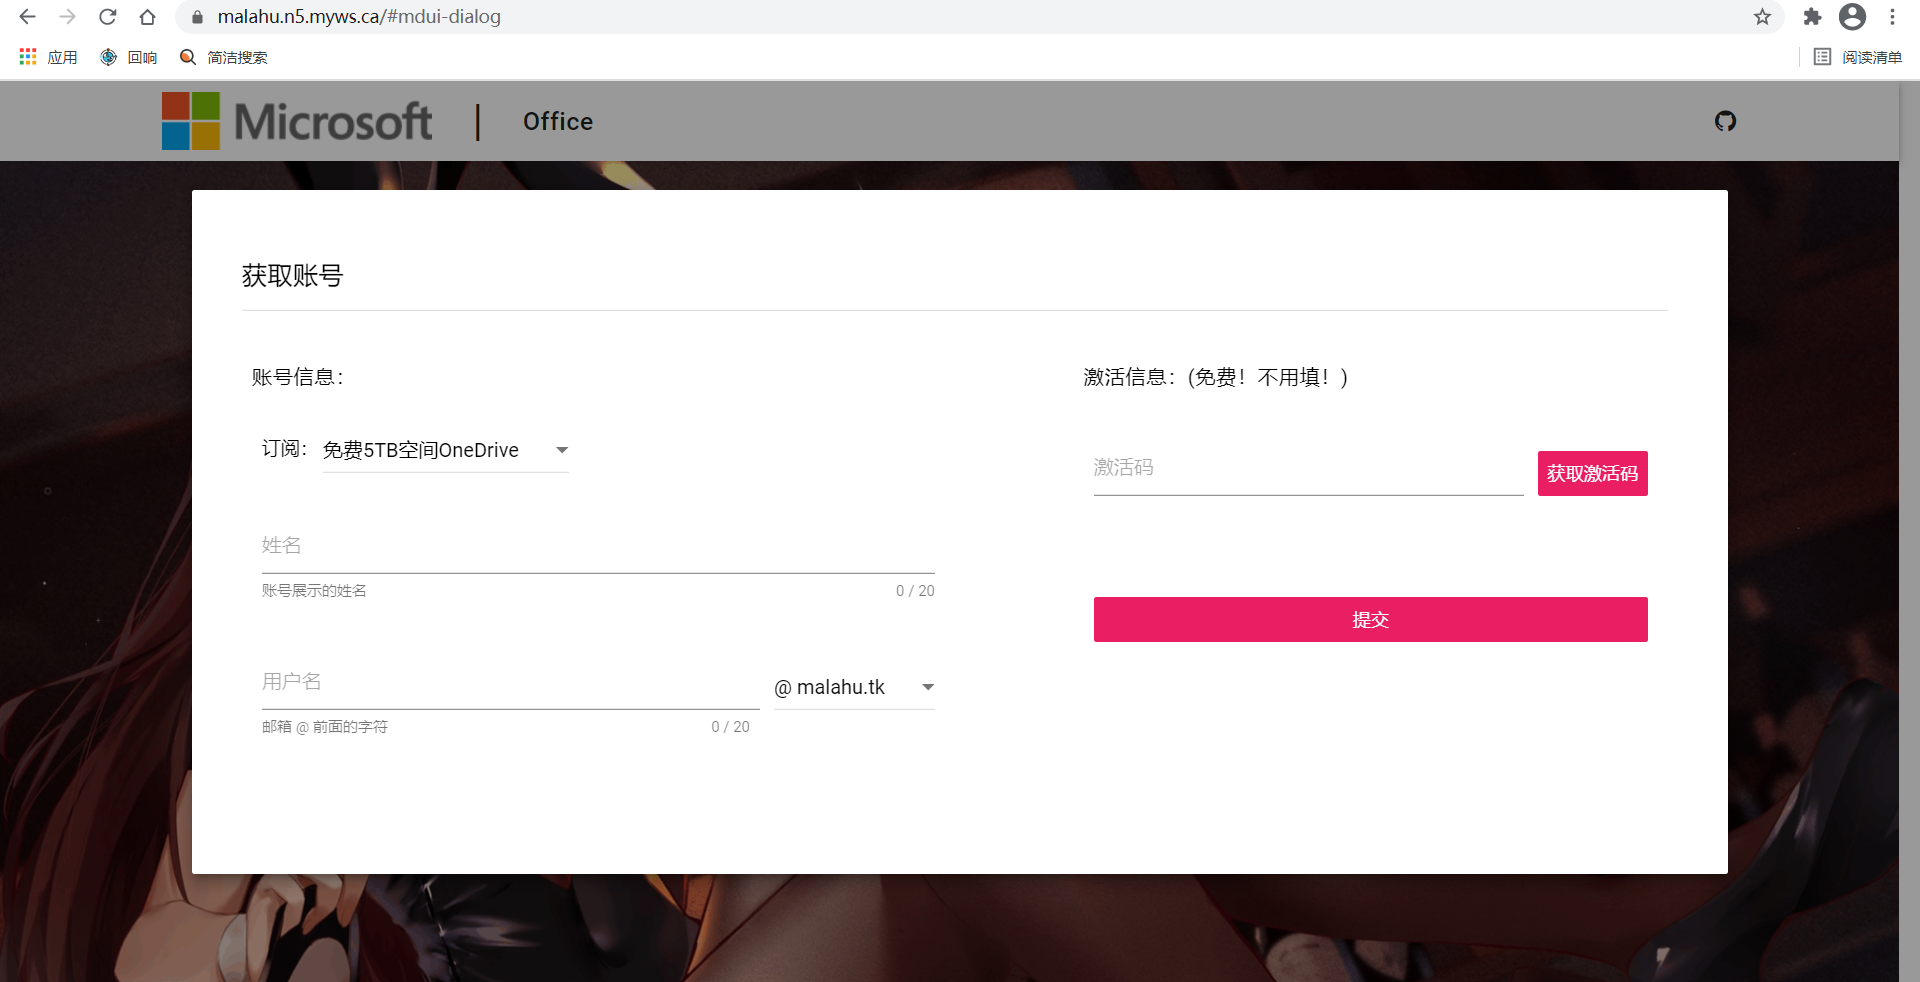 malahu.n5.myws.ca/#mdui-dialog
应用 回响 简洁搜索 阅读清单
Microsoft | Office
获取账号
账号信息：
激活信息：(免费！不用填！)
订阅： 免费5TB空间OneDrive
激活码 获取激活码
姓名
账号展示的姓名 0 / 20
提交
用户名 @ malahu.tk
邮箱 @ 前面的字符 0 / 20